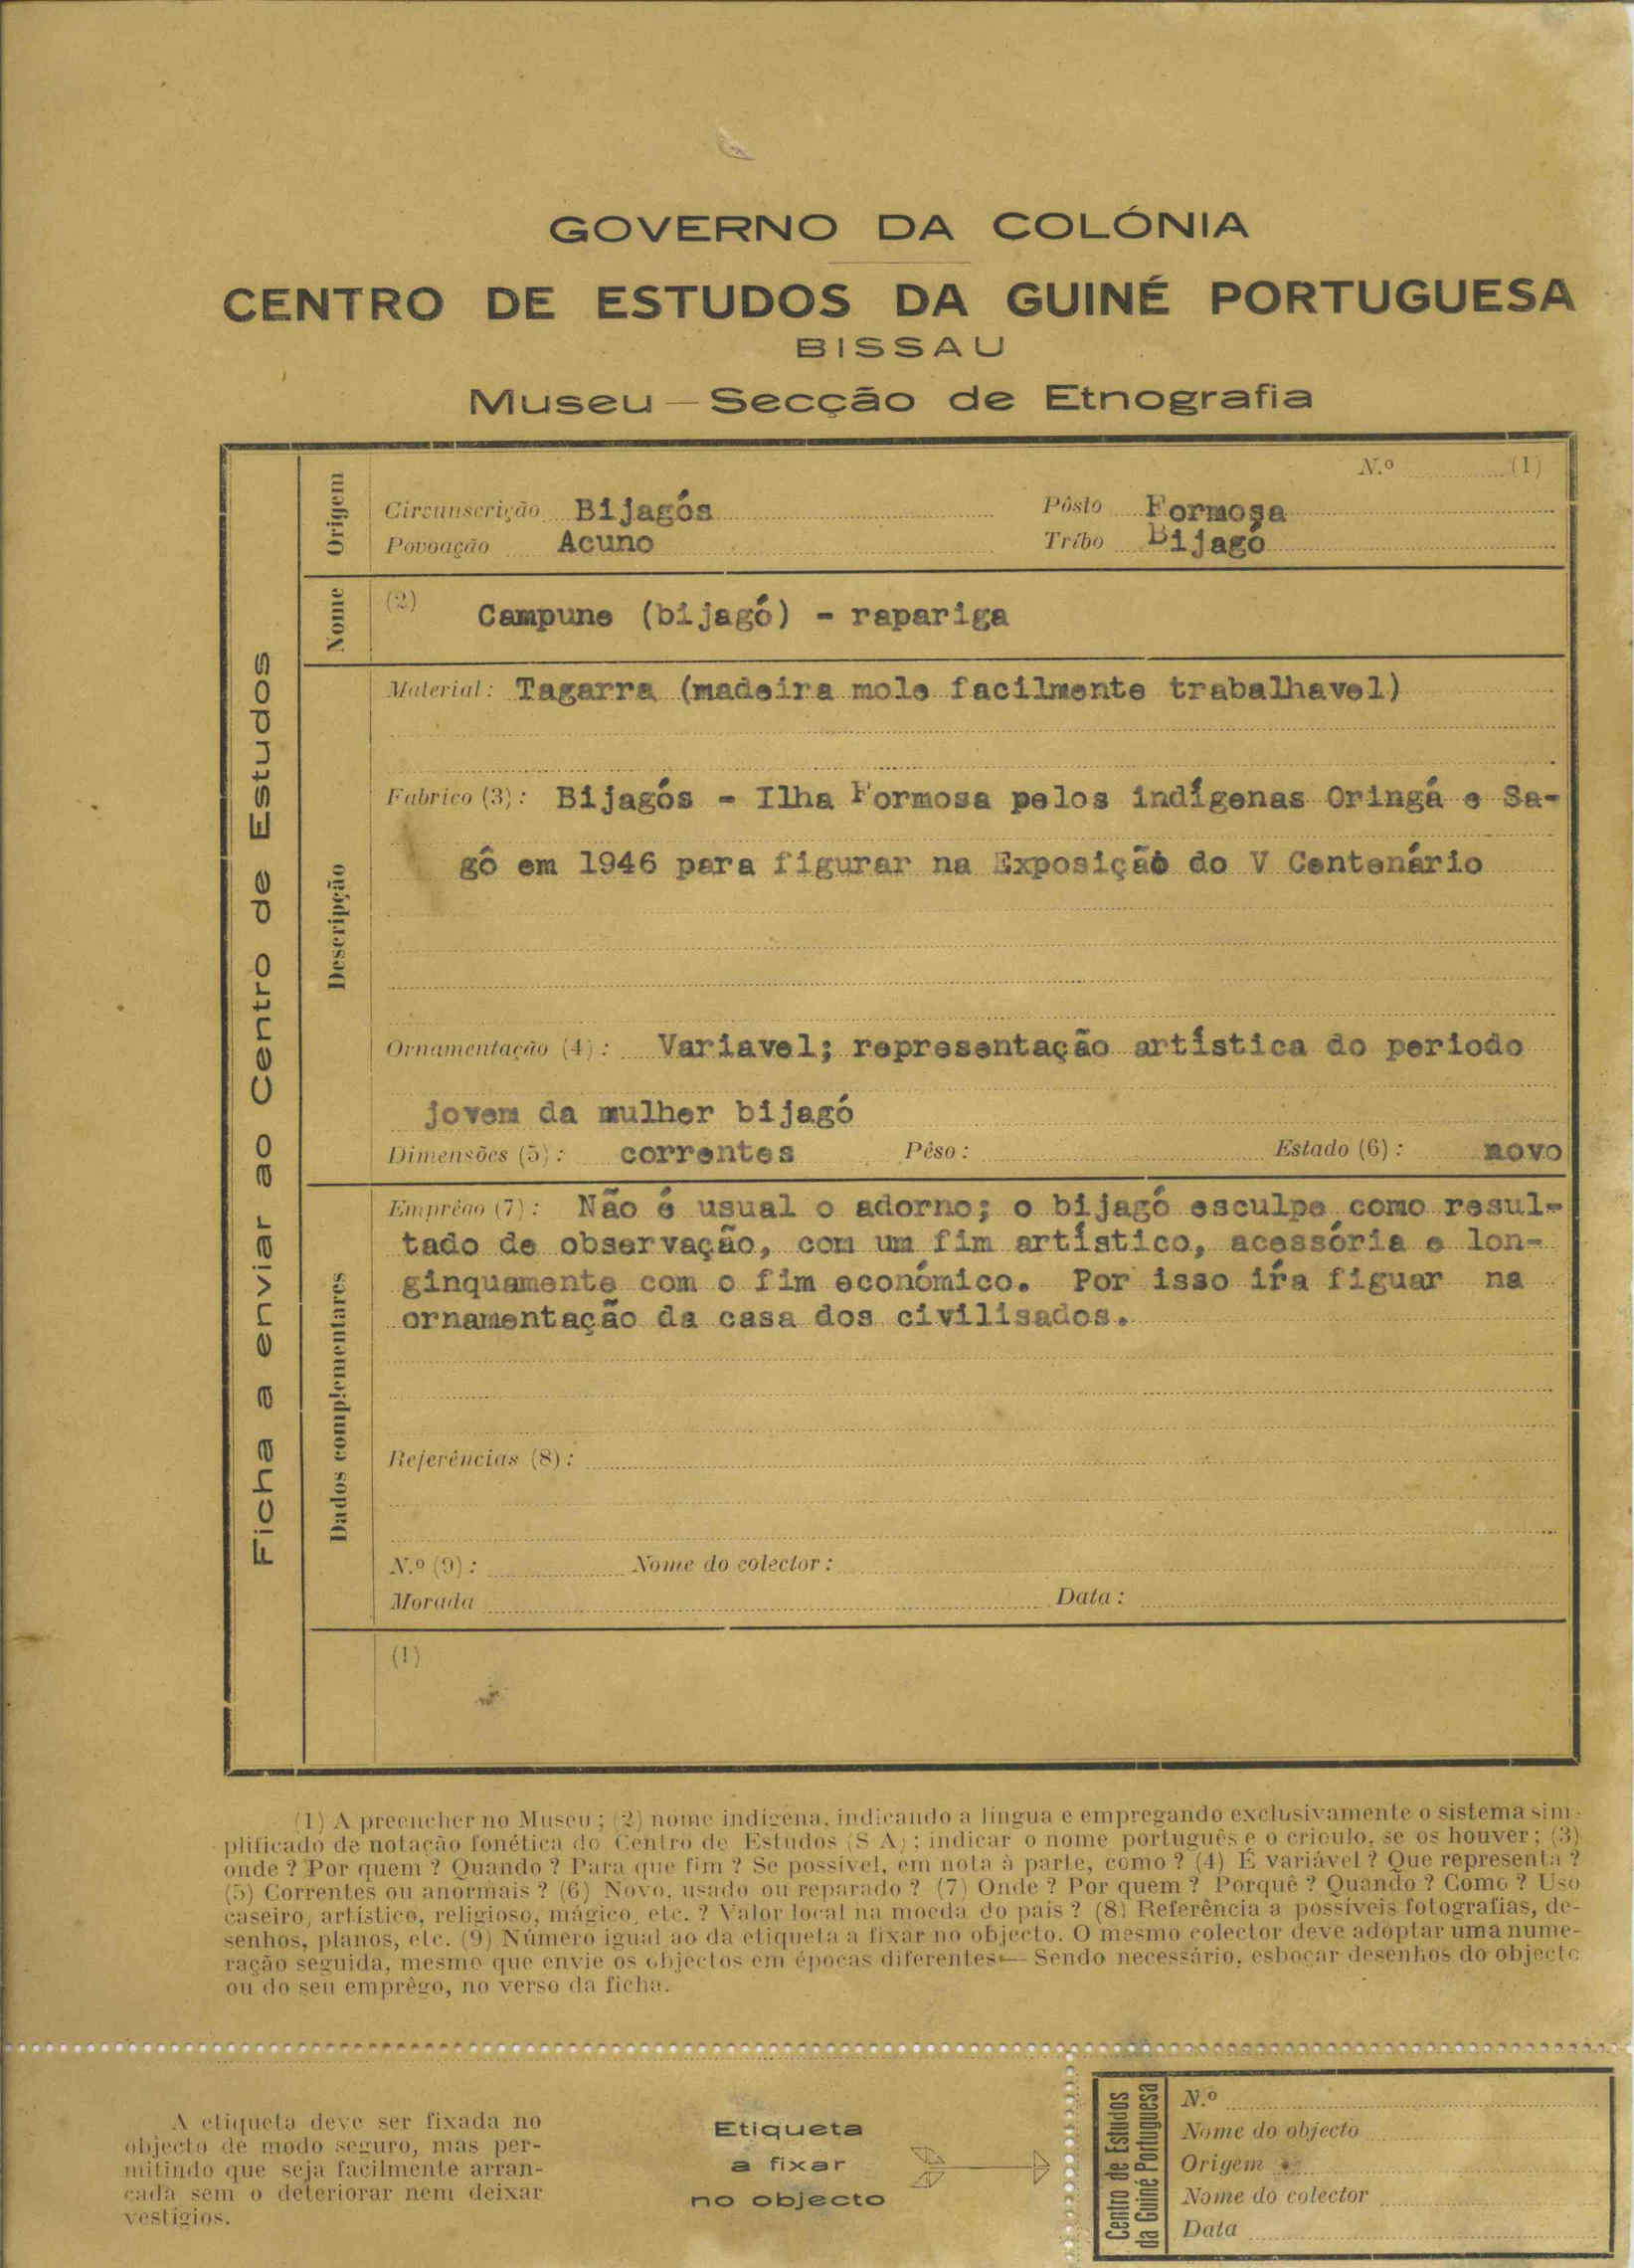 GOVERNO DA COLÓNIA
CENTRO DE ESTUDOS DA GUINÉ PORTUGUESA
BISSAU
Museu — Secção de Etnografia
Ficha a enviar ao Centro de Estudos
Origem
N.º (1)
Circunscrição Bijagós Pôsto Formosa
Povoação Acuno Tríbo Bijagó
Nome
(2) Campune (bijagó) - rapariga
Descripção
Material: Tagarra (madeira mole facilmente trabalhavel)
Fabrico (3): Bijagós - Ilha Formosa pelos indígenas Oringá e Sa-
gô em 1946 para figurar na Exposição do V Centenário
Ornamentação (4): Variavel; representação artística do periodo
jovem da mulher bijagó
Dimensões (5): correntes Pêso: Estado (6): novo
Dados complementares
Emprêgo (7): Não é usual o adorno; o bijagó esculpe como resul-
tado de observação, com um fim artístico, acessória e lon-
ginquamente com o fim económico. Por isso íra figuar na
ornamentação da casa dos civilisados.
Referências (8):
N.º (9): Nome do colector:
Morada Data:
(1)
(1) A preencher no Museu; (2) nome indígena, indicando a língua e empregando exclusivamente o sistema sim-
plificado de notação fonética do Centro de Estudos (S A); indicar o nome português e o crioulo, se os houver; (3)
onde? Por quem? Quando? Para que fim? Se possível, em nota à parte, como? (4) É variável? Que representa?
(5) Correntes ou anormais? (6) Novo, usado ou reparado? (7) Onde? Por quem? Porquê? Quando? Como? Uso
caseiro, artístico, religioso, mágico, etc.? Valor local na moeda do país? (8) Referência a possíveis fotografias, de-
senhos, planos, etc. (9) Número igual ao da etiqueta a fixar no objecto. O mesmo colector deve adoptar uma nume-
ração seguida, mesmo que envie os objectos em épocas diferentes.— Sendo necessário, esboçar desenhos do objecto
ou do seu emprêgo, no verso da ficha.
A etiqueta deve ser fixada no
objecto de modo seguro, mas per-
mitindo que seja facilmente arran-
cada sem o deteriorar nem deixar
vestígios.
Etiqueta
a fixar
no objecto
Centro de Estudos
da Guiné Portuguesa
N.º
Nome do objecto
Origem
Nome do colector
Data